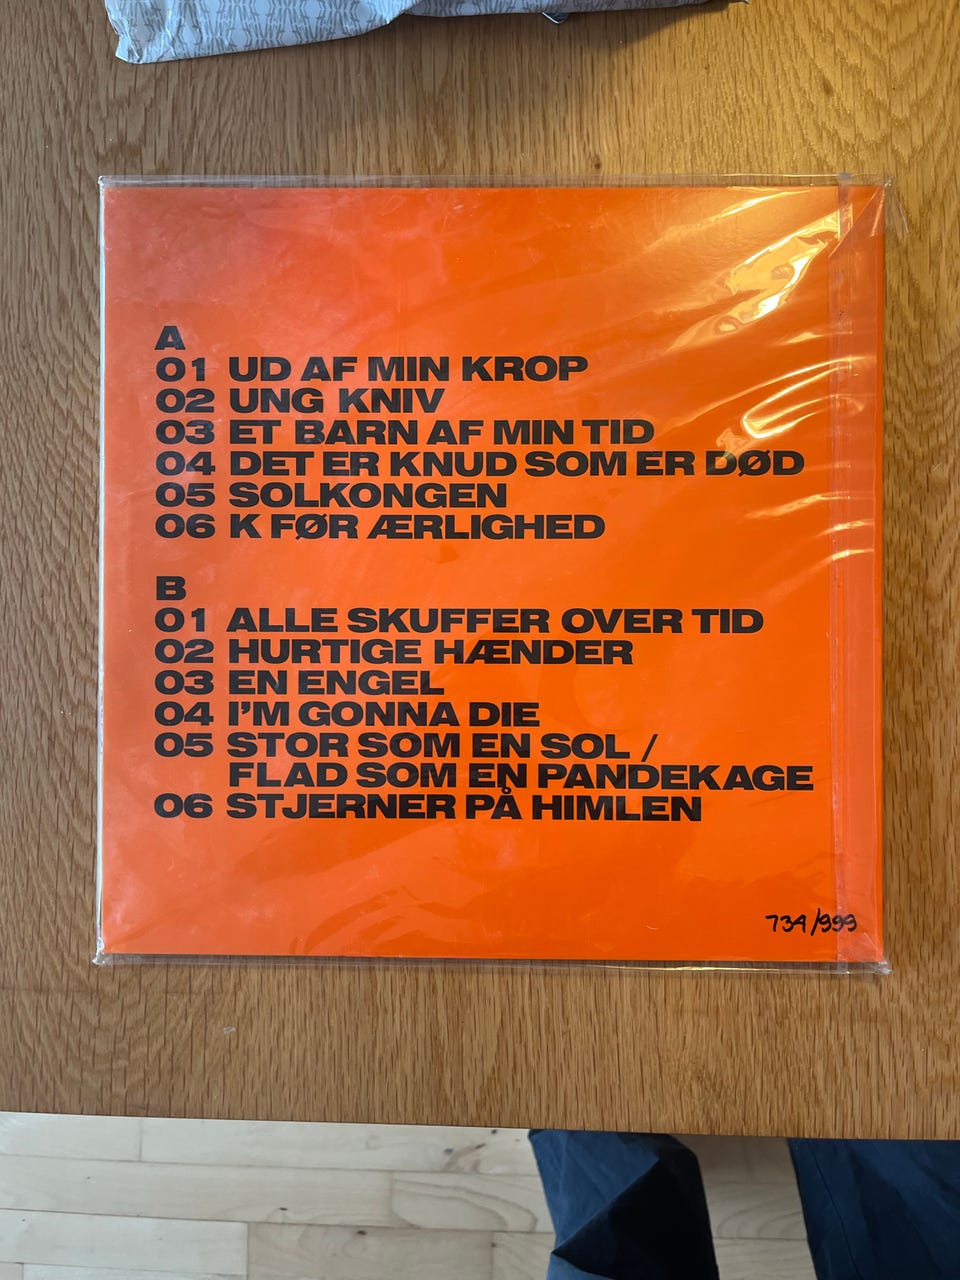 A
01 UD AF MIN KROP
02 UNG KNIV
03 ET BARN AF MIN TID
04 DET ER KNUD SOM ER DØD
05 SOLKONGEN
06 K FØR ÆRLIGHED
B
01 ALLE SKUFFER OVER TID
02 HURTIGE HÆNDER
03 EN ENGEL
04 I'M GONNA DIE
05 STOR SOM EN SOL /
FLAD SOM EN PANDEKAGE
06 STJERNER PÅ HIMLEN
734/999